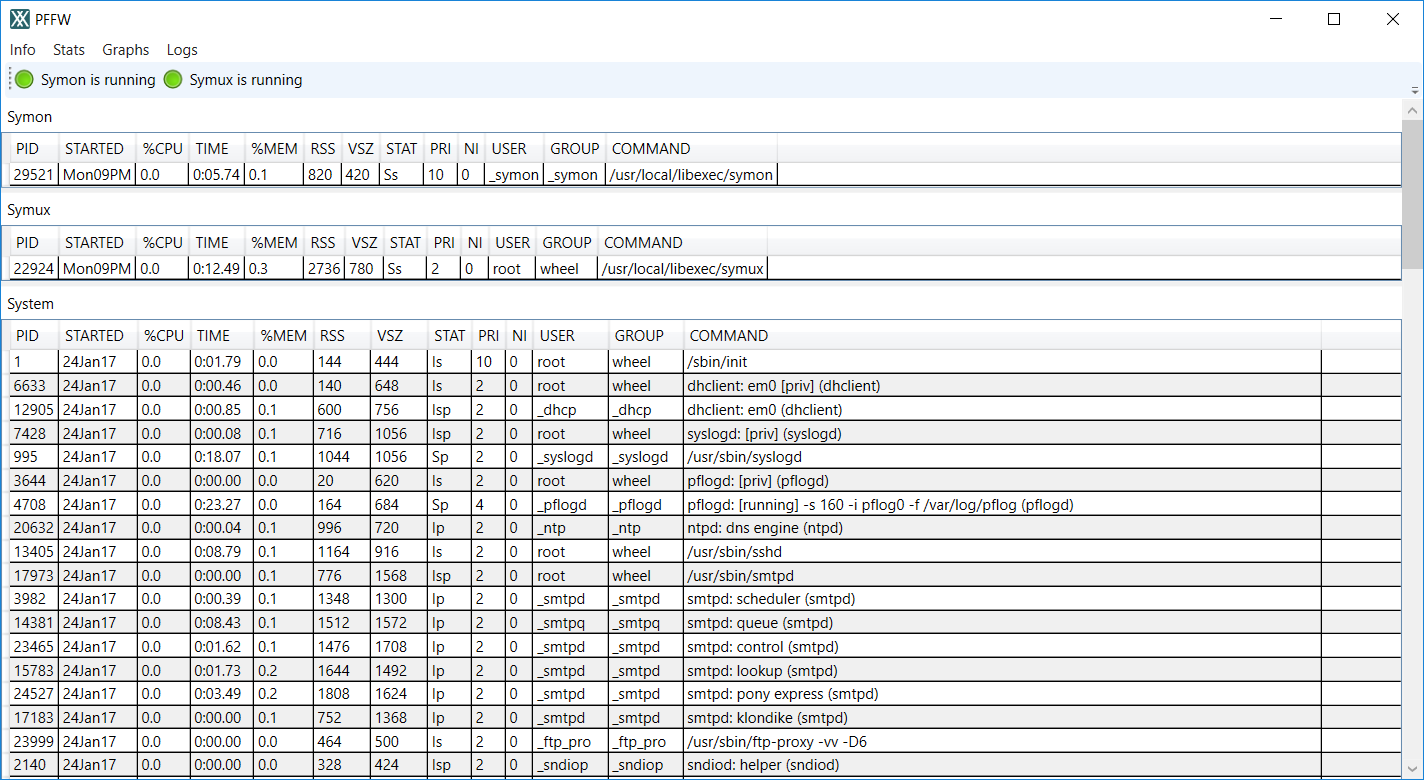 PFFW
Info Stats Graphs Logs
Symon is running Symux is running
Symon
PID STARTED %CPU TIME %MEM RSS VSZ STAT PRI NI USER GROUP COMMAND
29521 Mon09PM 0.0 0:05.74 0.1 820 420 Ss 10 0 _symon _symon /usr/local/libexec/symon
Symux
PID STARTED %CPU TIME %MEM RSS VSZ STAT PRI NI USER GROUP COMMAND
22924 Mon09PM 0.0 0:12.49 0.3 2736 780 Ss 2 0 root wheel /usr/local/libexec/symux
System
PID STARTED %CPU TIME %MEM RSS VSZ STAT PRI NI USER GROUP COMMAND
1 24Jan17 0.0 0:01.79 0.0 144 444 Is 10 0 root wheel /sbin/init
6633 24Jan17 0.0 0:00.46 0.0 140 648 Is 2 0 root wheel dhclient: em0 [priv] (dhclient)
12905 24Jan17 0.0 0:00.85 0.1 600 756 Isp 2 0 _dhcp _dhcp dhclient: em0 (dhclient)
7428 24Jan17 0.0 0:00.08 0.1 716 1056 Isp 2 0 root wheel syslogd: [priv] (syslogd)
995 24Jan17 0.0 0:18.07 0.1 1044 1056 Sp 2 0 _syslogd _syslogd /usr/sbin/syslogd
3644 24Jan17 0.0 0:00.00 0.0 20 620 Is 2 0 root wheel pflogd: [priv] (pflogd)
4708 24Jan17 0.0 0:23.27 0.0 164 684 Sp 4 0 _pflogd _pflogd pflogd: [running] -s 160 -i pflog0 -f /var/log/pflog (pflogd)
20632 24Jan17 0.0 0:00.04 0.1 996 720 Ip 2 0 _ntp _ntp ntpd: dns engine (ntpd)
13405 24Jan17 0.0 0:08.79 0.1 1164 916 Is 2 0 root wheel /usr/sbin/sshd
17973 24Jan17 0.0 0:00.00 0.1 776 1568 Isp 2 0 root wheel /usr/sbin/smtpd
3982 24Jan17 0.0 0:00.39 0.1 1348 1300 Ip 2 0 _smtpd _smtpd smtpd: scheduler (smtpd)
14381 24Jan17 0.0 0:08.43 0.1 1512 1572 Ip 2 0 _smtpq _smtpq smtpd: queue (smtpd)
23465 24Jan17 0.0 0:01.62 0.1 1476 1708 Ip 2 0 _smtpd _smtpd smtpd: control (smtpd)
15783 24Jan17 0.0 0:01.73 0.2 1644 1492 Ip 2 0 _smtpd _smtpd smtpd: lookup (smtpd)
24527 24Jan17 0.0 0:03.49 0.2 1808 1624 Ip 2 0 _smtpd _smtpd smtpd: pony express (smtpd)
17183 24Jan17 0.0 0:00.00 0.1 752 1368 Ip 2 0 _smtpd _smtpd smtpd: klondike (smtpd)
23999 24Jan17 0.0 0:00.00 0.0 464 500 Is 2 0 _ftp_pro _ftp_pro /usr/sbin/ftp-proxy -vv -D6
2140 24Jan17 0.0 0:00.00 0.0 328 424 Isp 2 0 _sndiop _sndiop sndiod: helper (sndiod)